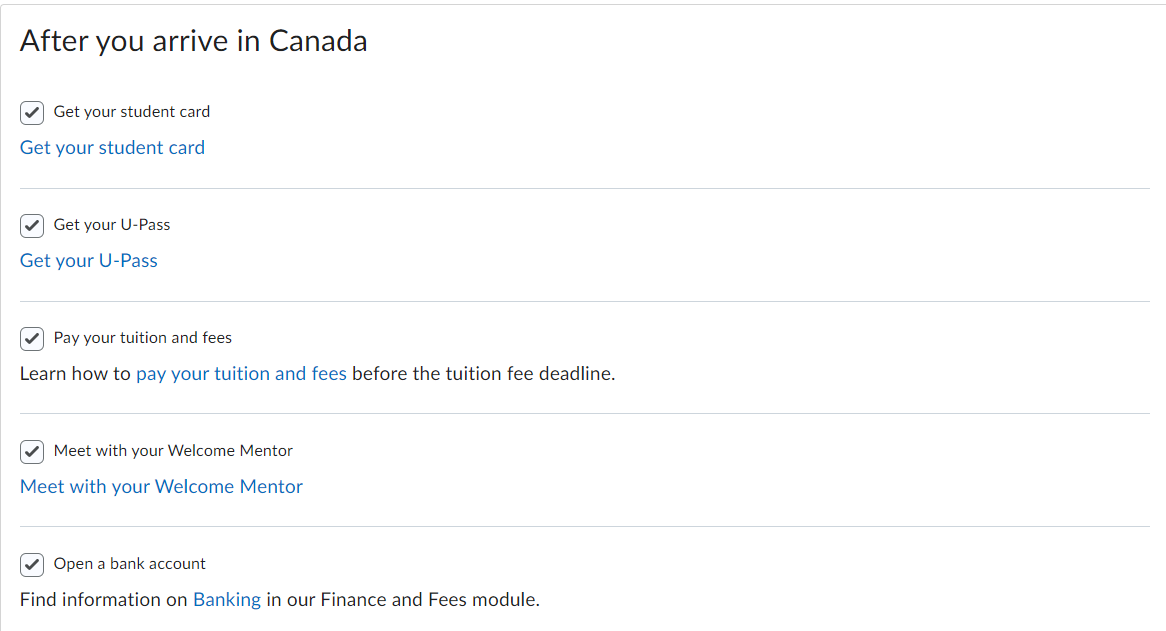 After you arrive in Canada
Get your student card
Get your student card
Get your U-Pass
Get your U-Pass
Pay your tuition and fees
Learn how to pay your tuition and fees before the tuition fee deadline.
Meet with your Welcome Mentor
Meet with your Welcome Mentor
Open a bank account
Find information on Banking in our Finance and Fees module.